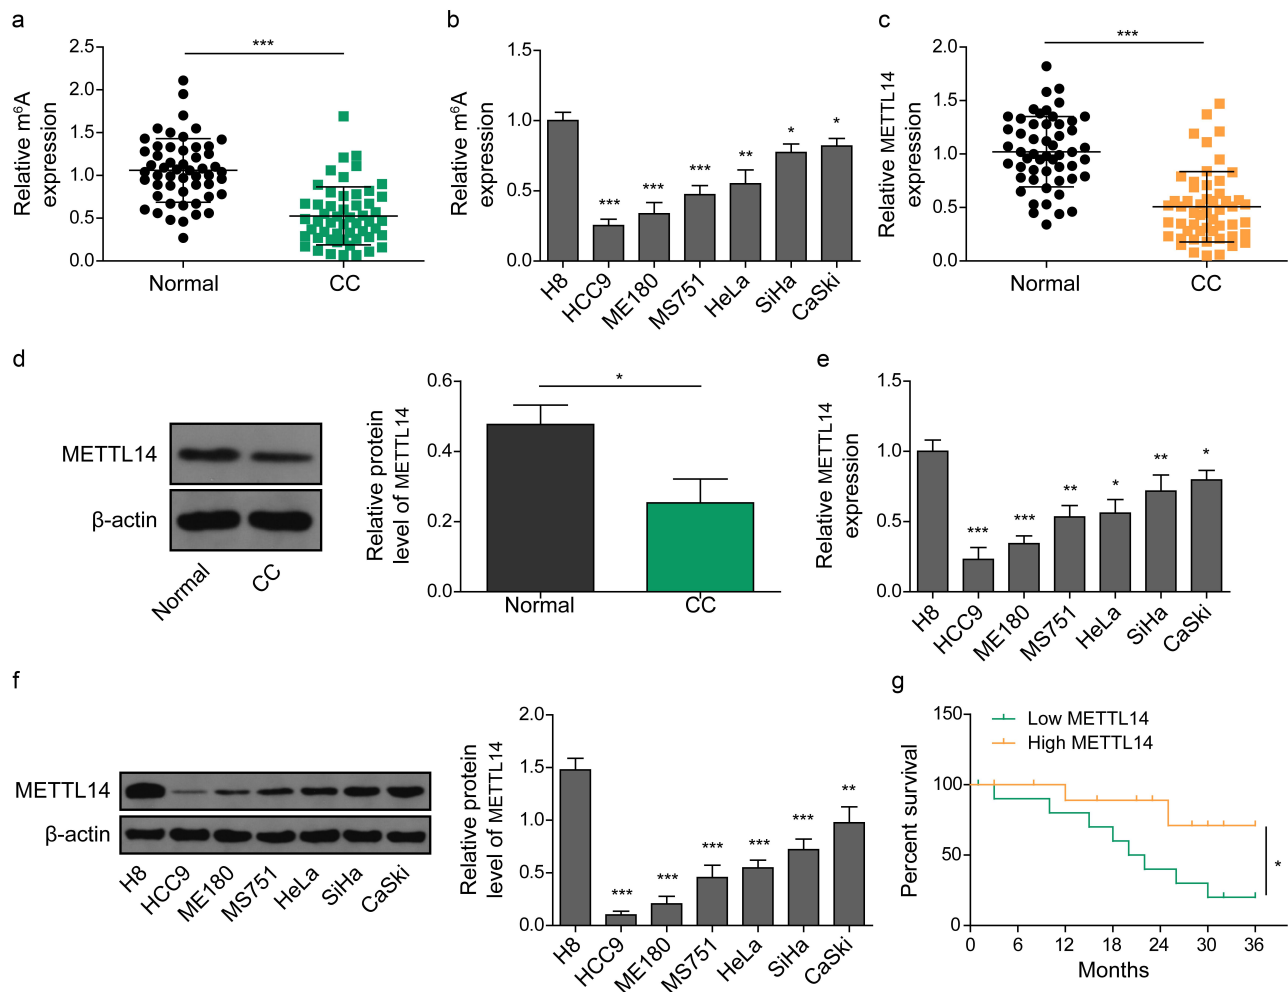 a
***
Relative m⁶A
expression
2.5
2.0
1.5
1.0
0.5
0.0
Normal
CC
b
Relative m⁶A
expression
1.5
1.0
0.5
0.0
***
***
***
**
*
*
H8
HCC9
ME180
MS751
HeLa
SiHa
CaSki
c
***
Relative METTL14
expression
2.0
1.5
1.0
0.5
0.0
Normal
CC
d
METTL14
β-actin
Normal
CC
Relative protein
level of METTL14
0.6
0.4
0.2
0.0
*
Normal
CC
e
Relative METTL14
expression
1.5
1.0
0.5
0.0
***
***
**
*
**
*
H8
HCC9
ME180
MS751
HeLa
SiHa
CaSki
f
METTL14
β-actin
H8
HCC9
ME180
MS751
HeLa
SiHa
CaSki
Relative protein
level of METTL14
2.0
1.5
1.0
0.5
0.0
***
***
***
***
***
**
H8
HCC9
ME180
MS751
HeLa
SiHa
CaSki
g
Low METTL14
High METTL14
Percent survival
150
100
50
0
*
0 6 12 18 24 30 36
Months